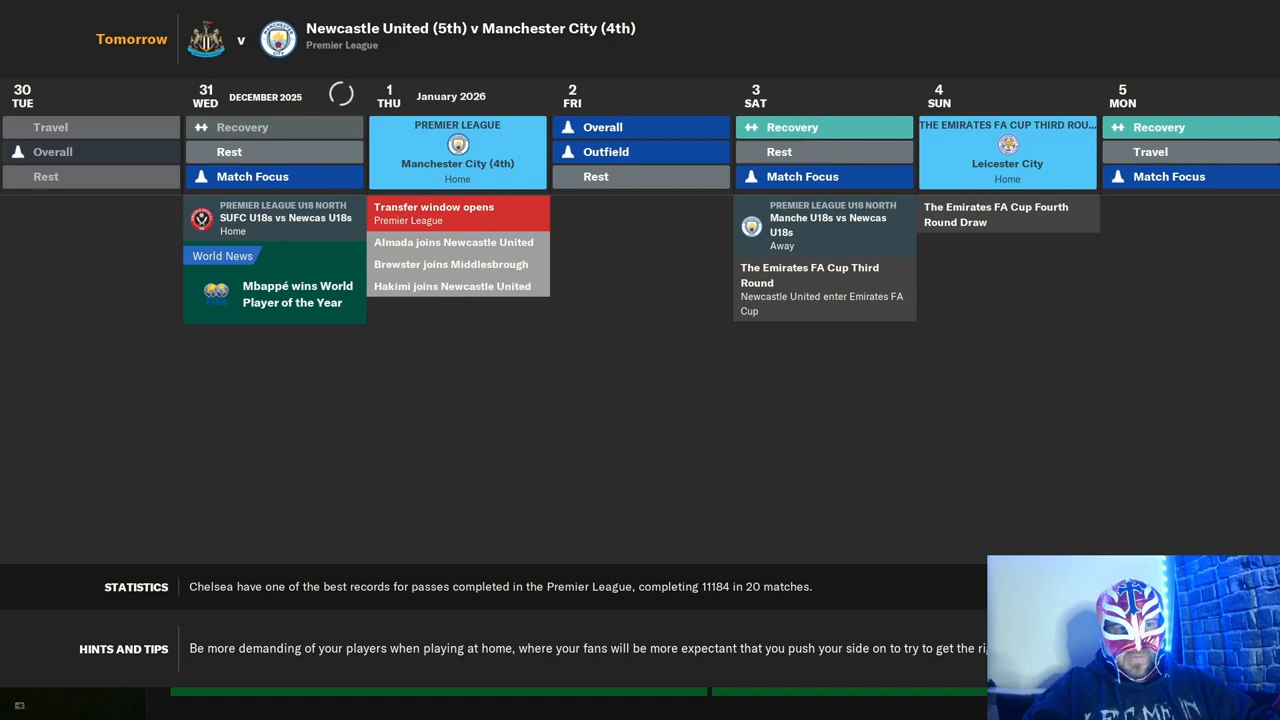 Tomorrow
v
Newcastle United (5th) v Manchester City (4th)
Premier League
30
TUE
31
WED
DECEMBER 2025
1
THU
January 2026
2
FRI
3
SAT
4
SUN
5
MON
Travel
Overall
Rest
Recovery
Rest
Match Focus
PREMIER LEAGUE
Manchester City (4th)
Home
Overall
Outfield
Rest
Recovery
Rest
Match Focus
THE EMIRATES FA CUP THIRD ROU...
Leicester City
Home
Recovery
Travel
Match Focus
PREMIER LEAGUE U18 NORTH
SUFC U18s vs Newcas U18s
Home
World News
Mbappé wins World
Player of the Year
Transfer window opens
Premier League
Almada joins Newcastle United
Brewster joins Middlesbrough
Hakimi joins Newcastle United
PREMIER LEAGUE U18 NORTH
Manche U18s vs Newcas
U18s
Away
The Emirates FA Cup Third
Round
Newcastle United enter Emirates FA
Cup
The Emirates FA Cup Fourth
Round Draw
STATISTICS
Chelsea have one of the best records for passes completed in the Premier League, completing 11184 in 20 matches.
HINTS AND TIPS
Be more demanding of your players when playing at home, where your fans will be more expectant that you push your side on to try to get the